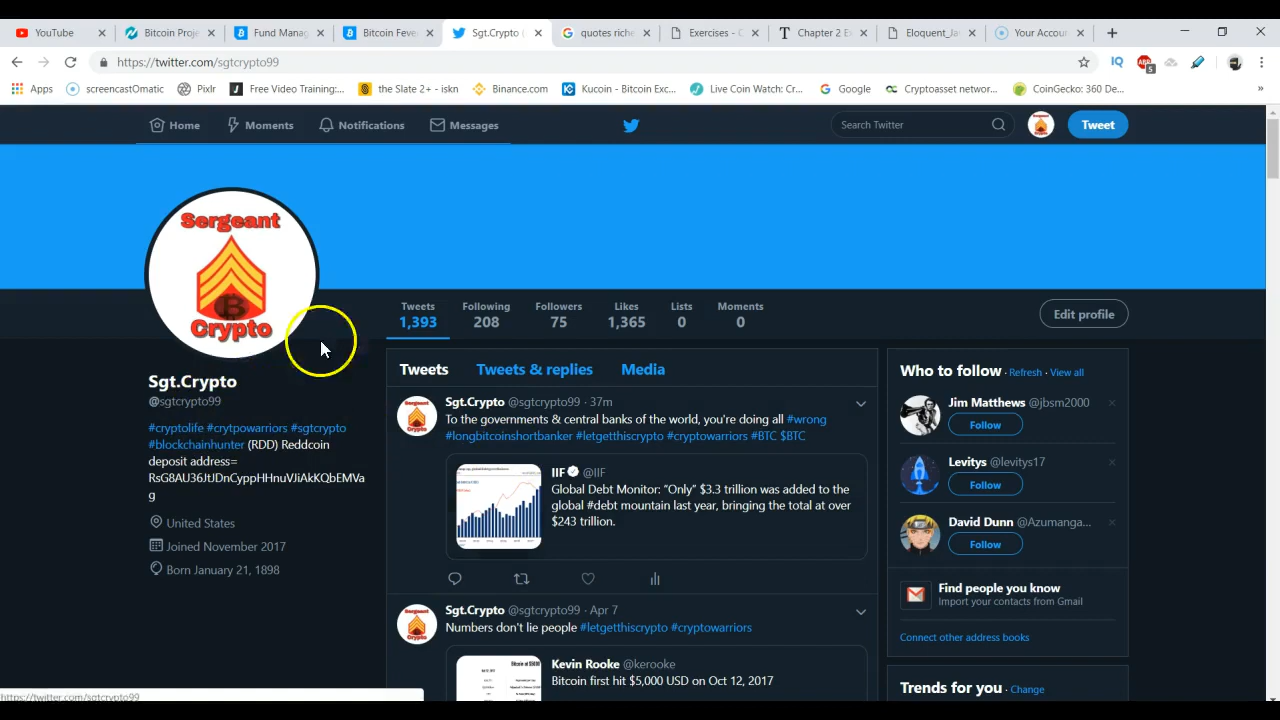 YouTube
Bitcoin Proje
Fund Manag
Bitcoin Feve
Sgt.Crypto (
quotes riche
Exercises - C
Chapter 2 Ex
Eloquent_Jav
Your Accoun
https://twitter.com/sgtcrypto99
Apps
screencastOmatic
Pixlr
Free Video Training:...
the Slate 2+ - iskn
Binance.com
Kucoin - Bitcoin Exc...
Live Coin Watch: Cr...
Google
Cryptoasset networ...
CoinGecko: 360 De...
Home
Moments
Notifications
Messages
Search Twitter
Tweet
Sergeant
Crypto
Tweets
Following
Followers
Likes
Lists
Moments
1,393
208
75
1,365
0
0
Edit profile
Sgt.Crypto
@sgtcrypto99
#cryptolife #crytpowarriors #sgtcrypto
#blockchainhunter (RDD) Reddcoin
deposit address=
RsG8AU36JtJDnCyppHHnuVJiAkKQbEMVa
g
United States
Joined November 2017
Born January 21, 1898
Tweets
Tweets & replies
Media
Sgt.Crypto @sgtcrypto99 · 37m
To the governments & central banks of the world, you're doing all #wrong
#longbitcoinshortbanker #letgetthiscrypto #cryptowarriors #BTC $BTC
IIF @IIF
Global Debt Monitor: “Only” $3.3 trillion was added to the
global #debt mountain last year, bringing the total at over
$243 trillion.
Sgt.Crypto @sgtcrypto99 · Apr 7
Numbers don't lie people #letgetthiscrypto #cryptowarriors
Kevin Rooke @kerooke
Bitcoin first hit $5,000 USD on Oct 12, 2017
Who to follow · Refresh · View all
Jim Matthews @jbsm2000
Follow
Levitys @levitys17
Follow
David Dunn @Azumanga...
Follow
Find people you know
Import your contacts from Gmail
Connect other address books
Trends for you · Change
https://twitter.com/sgtcrypto99